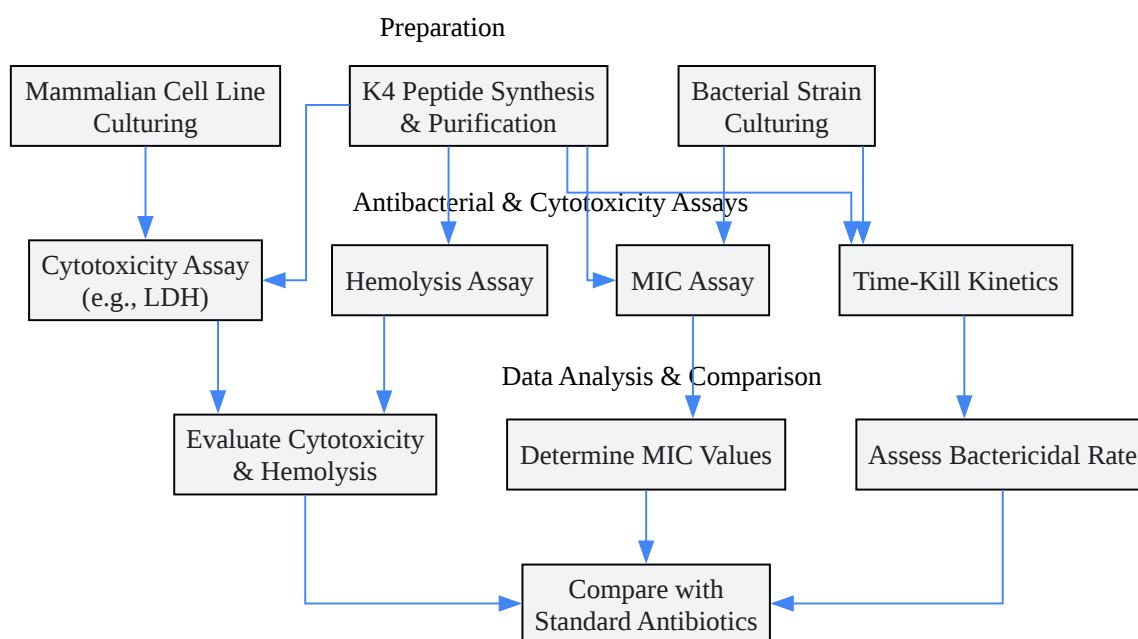 Preparation
Mammalian Cell Line
Culturing
K4 Peptide Synthesis
& Purification
Bacterial Strain
Culturing
Antibacterial & Cytotoxicity Assays
Cytotoxicity Assay
(e.g., LDH)
Hemolysis Assay
MIC Assay
Time-Kill Kinetics
Data Analysis & Comparison
Evaluate Cytotoxicity
& Hemolysis
Determine MIC Values
Assess Bactericidal Rate
Compare with
Standard Antibiotics